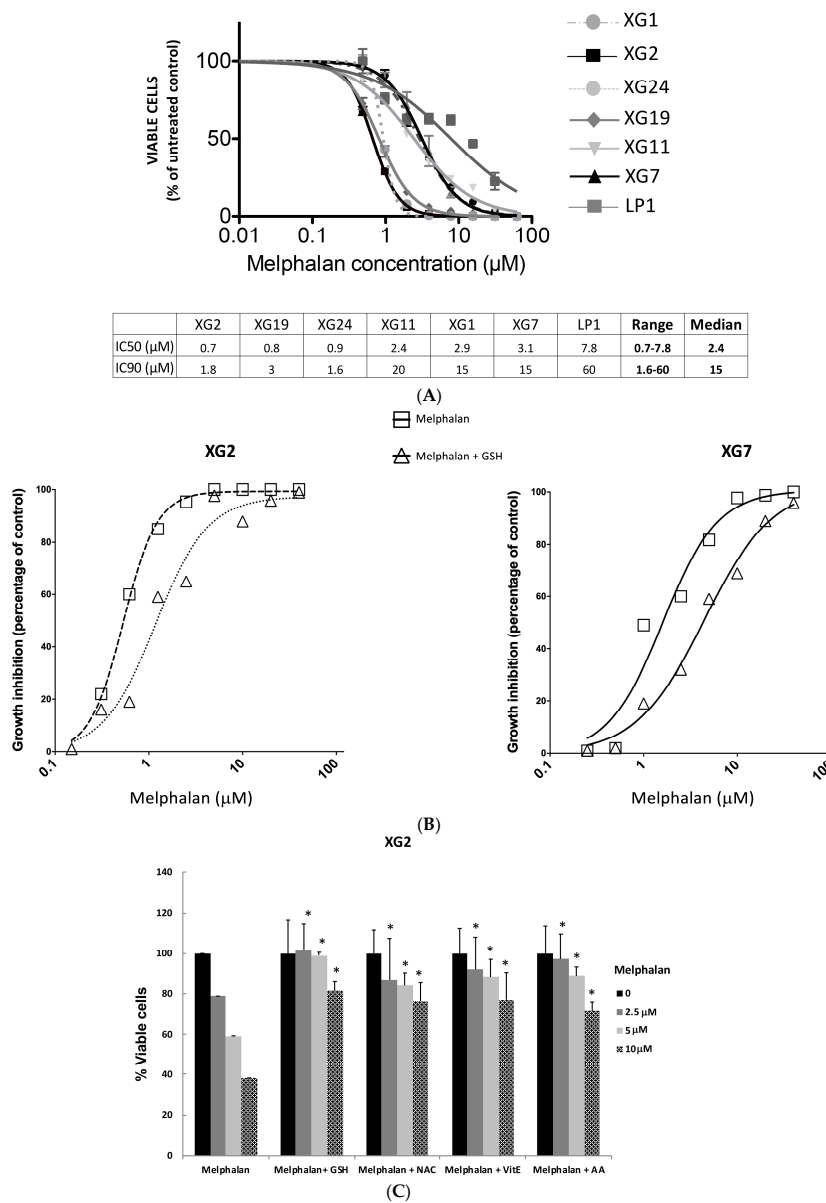 VIABLE CELLS
(% of untreated control)
100
50
0
0.01 0.1 1 10 100
Melphalan concentration (μM)
XG1
XG2
XG24
XG19
XG11
XG7
LP1
XG2 XG19 XG24 XG11 XG1 XG7 LP1 Range Median
IC50 (μM) 0.7 0.8 0.9 2.4 2.9 3.1 7.8 0.7-7.8 2.4
IC90 (μM) 1.8 3 1.6 20 15 15 60 1.6-60 15
(A)
Melphalan
Melphalan + GSH
XG2
Growth inhibition (percentage of control)
100
80
60
40
20
0
0.1 1 10 100
Melphalan (μM)
XG7
Growth inhibition (percentage of control)
100
80
60
40
20
0
0.1 1 10 100
Melphalan (μM)
(B)
XG2
% Viable cells
140
120
100
80
60
40
20
0
* * *
* * *
* * *
* * *
Melphalan Melphalan+ GSH Melphalan + NAC Melphalan + VitE Melphalan + AA
Melphalan
0
2.5 μM
5 μM
10μM
(C)